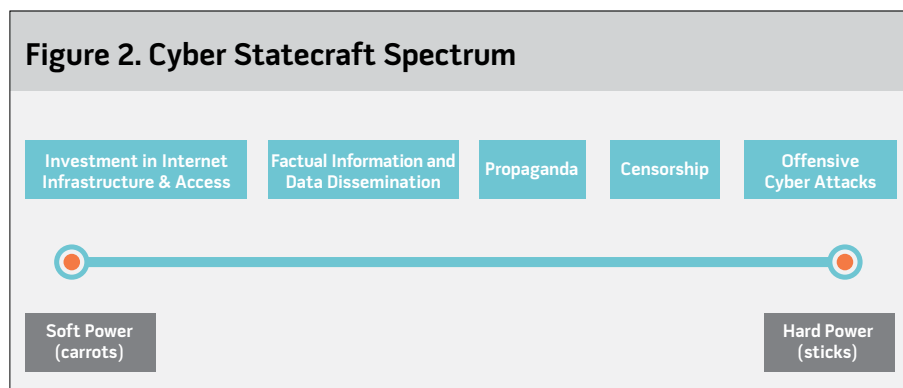 Figure 2. Cyber Statecraft Spectrum
Investment in Internet
Infrastructure & Access
Factual Information and
Data Dissemination
Propaganda
Censorship
Offensive
Cyber Attacks
Soft Power
(carrots)
Hard Power
(sticks)